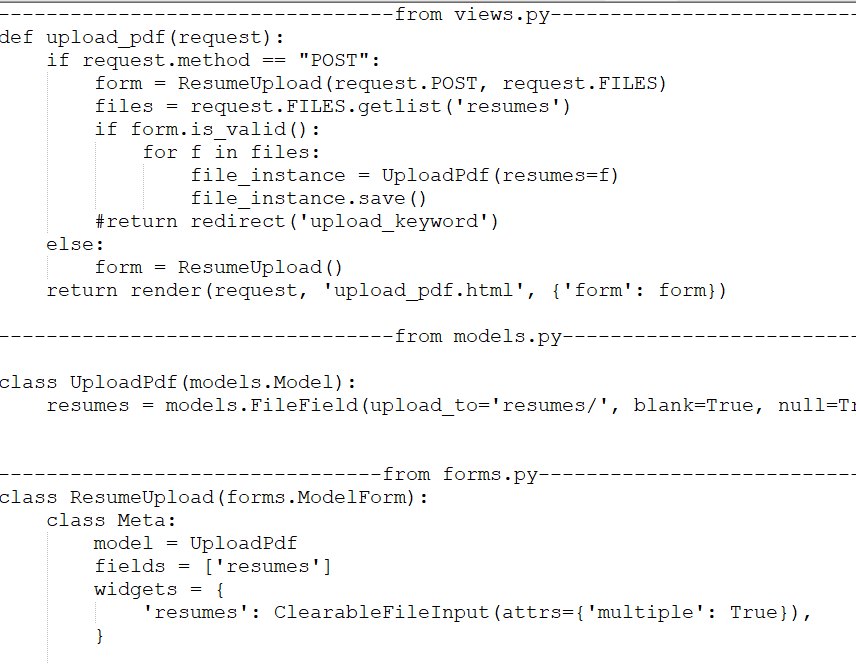 ---------------------------------from views.py--------------------------
def upload_pdf(request):
    if request.method == "POST":
        form = ResumeUpload(request.POST, request.FILES)
        files = request.FILES.getlist('resumes')
        if form.is_valid():
            for f in files:
                file_instance = UploadPdf(resumes=f)
                file_instance.save()
        #return redirect('upload_keyword')
    else:
        form = ResumeUpload()
    return render(request, 'upload_pdf.html', {'form': form})
---------------------------------from models.py-------------------------
class UploadPdf(models.Model):
    resumes = models.FileField(upload_to='resumes/', blank=True, null=Tr
--------------------------------from forms.py---------------------------
class ResumeUpload(forms.ModelForm):
    class Meta:
        model = UploadPdf
        fields = ['resumes']
        widgets = {
            'resumes': ClearableFileInput(attrs={'multiple': True}),
        }